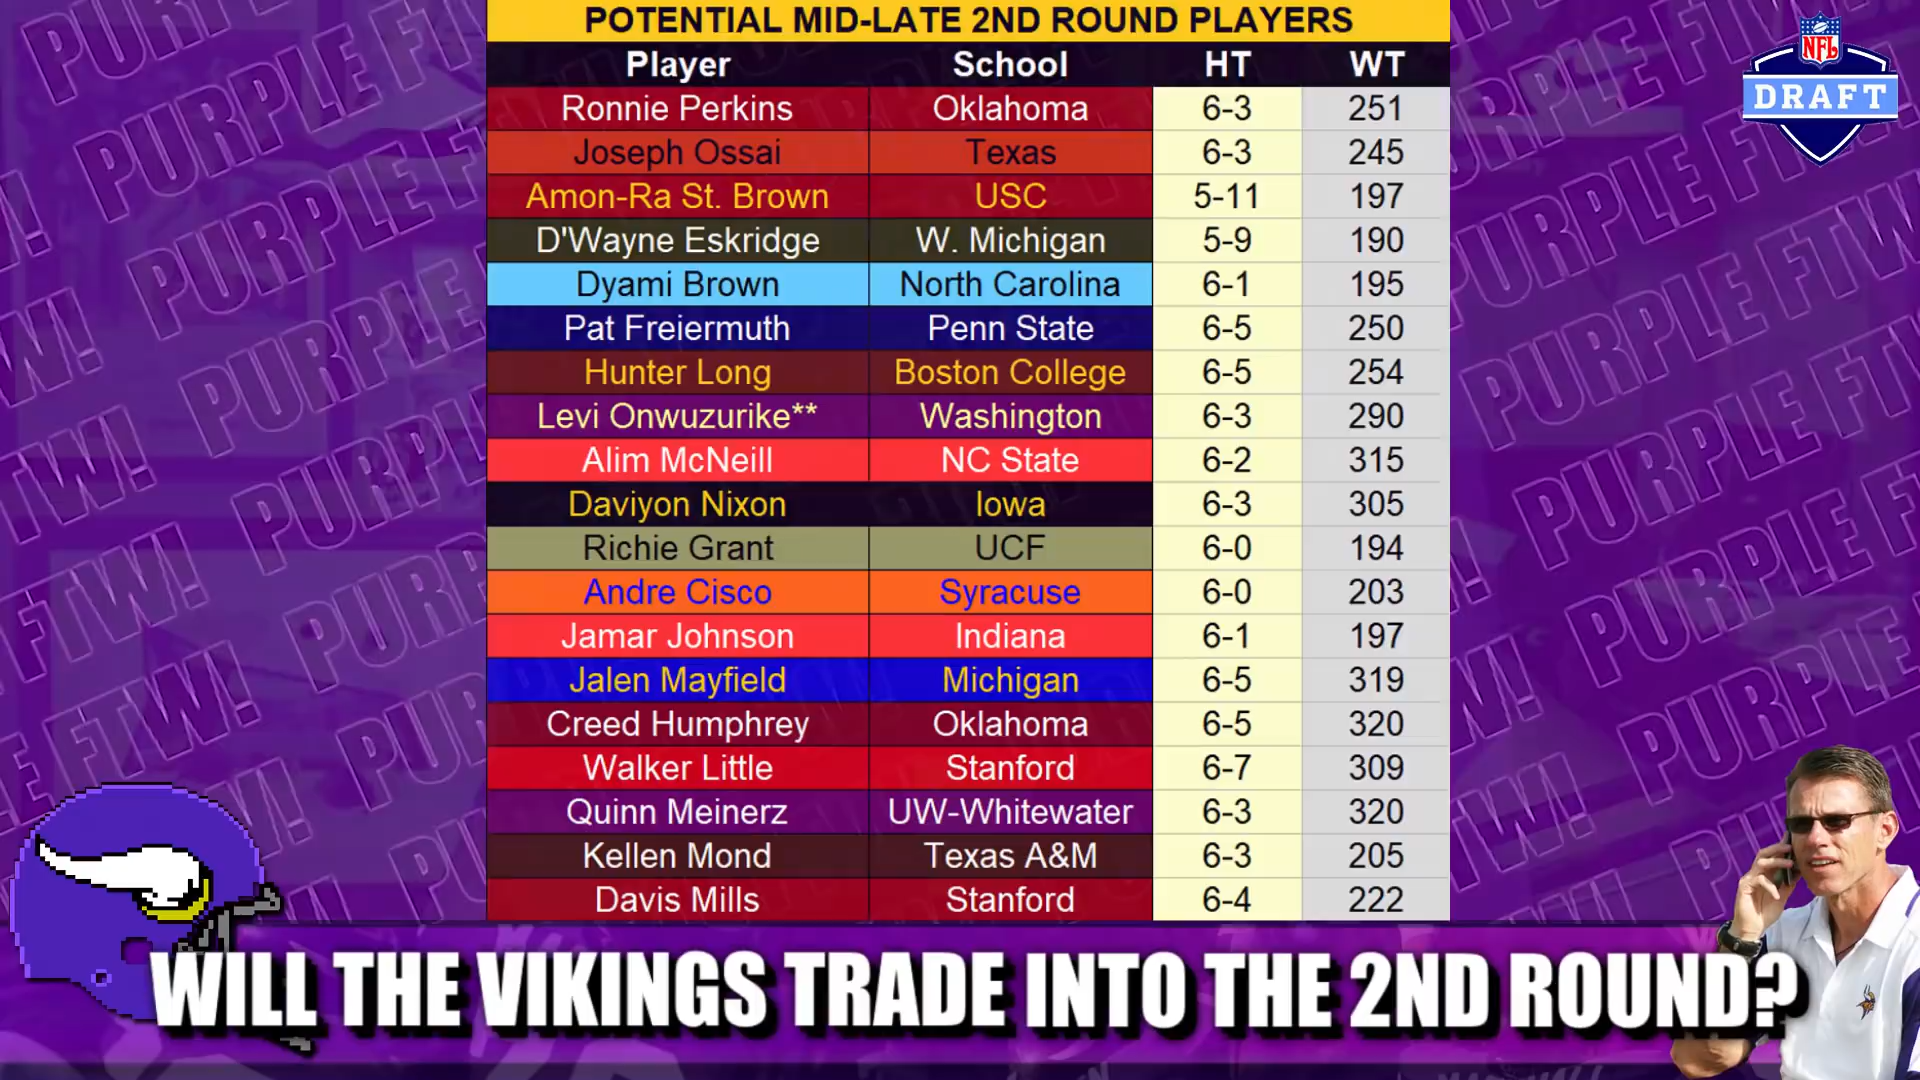 POTENTIAL MID-LATE 2ND ROUND PLAYERS
Player School HT WT
Ronnie Perkins Oklahoma 6-3 251
Joseph Ossai Texas 6-3 245
Amon-Ra St. Brown USC 5-11 197
D'Wayne Eskridge W. Michigan 5-9 190
Dyami Brown North Carolina 6-1 195
Pat Freiermuth Penn State 6-5 250
Hunter Long Boston College 6-5 254
Levi Onwuzurike** Washington 6-3 290
Alim McNeill NC State 6-2 315
Daviyon Nixon Iowa 6-3 305
Richie Grant UCF 6-0 194
Andre Cisco Syracuse 6-0 203
Jamar Johnson Indiana 6-1 197
Jalen Mayfield Michigan 6-5 319
Creed Humphrey Oklahoma 6-5 320
Walker Little Stanford 6-7 309
Quinn Meinerz UW-Whitewater 6-3 320
Kellen Mond Texas A&M 6-3 205
Davis Mills Stanford 6-4 222
NFL
DRAFT
WILL THE VIKINGS TRADE INTO THE 2ND ROUND?
PURPLE FTW!